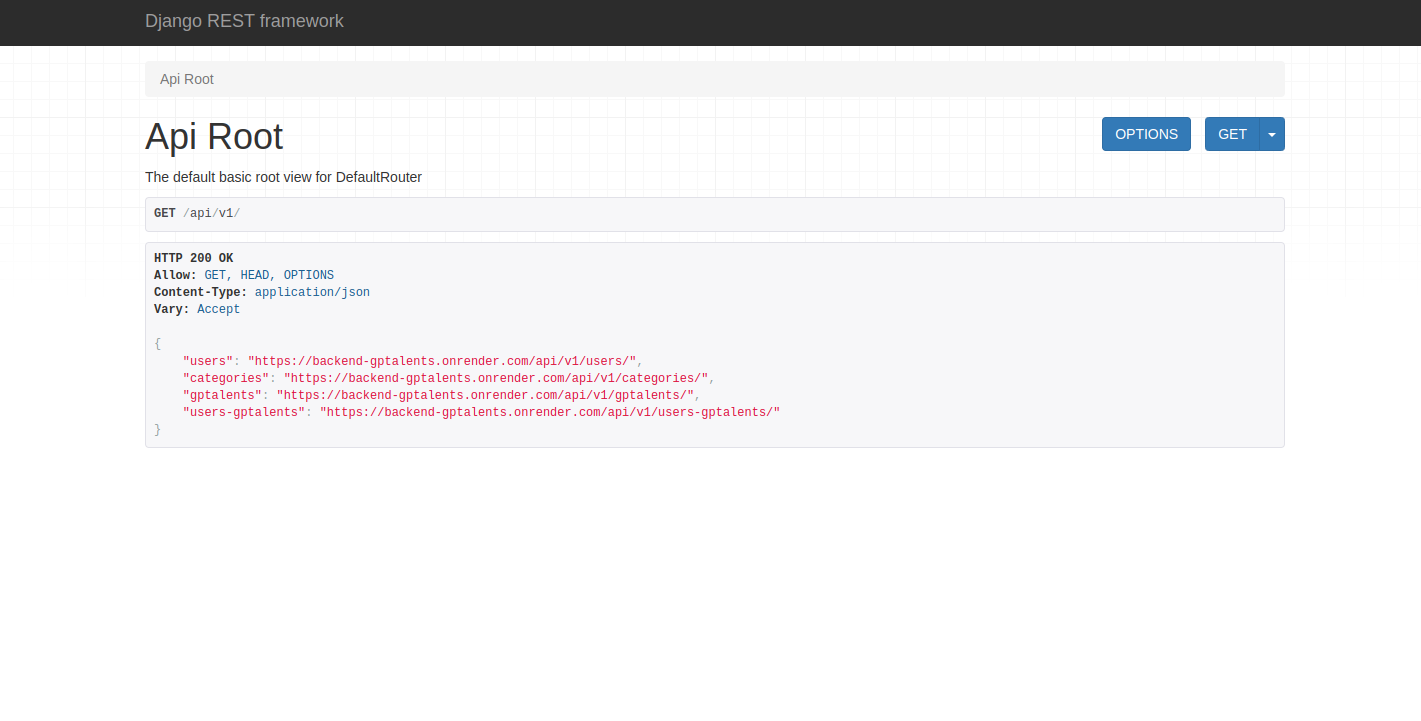 Django REST framework
Api Root
Api Root
OPTIONS
GET
The default basic root view for DefaultRouter
GET /api/v1/
HTTP 200 OK
Allow: GET, HEAD, OPTIONS
Content-Type: application/json
Vary: Accept
{
    "users": "https://backend-gptalents.onrender.com/api/v1/users/",
    "categories": "https://backend-gptalents.onrender.com/api/v1/categories/",
    "gptalents": "https://backend-gptalents.onrender.com/api/v1/gptalents/",
    "users-gptalents": "https://backend-gptalents.onrender.com/api/v1/users-gptalents/"
}